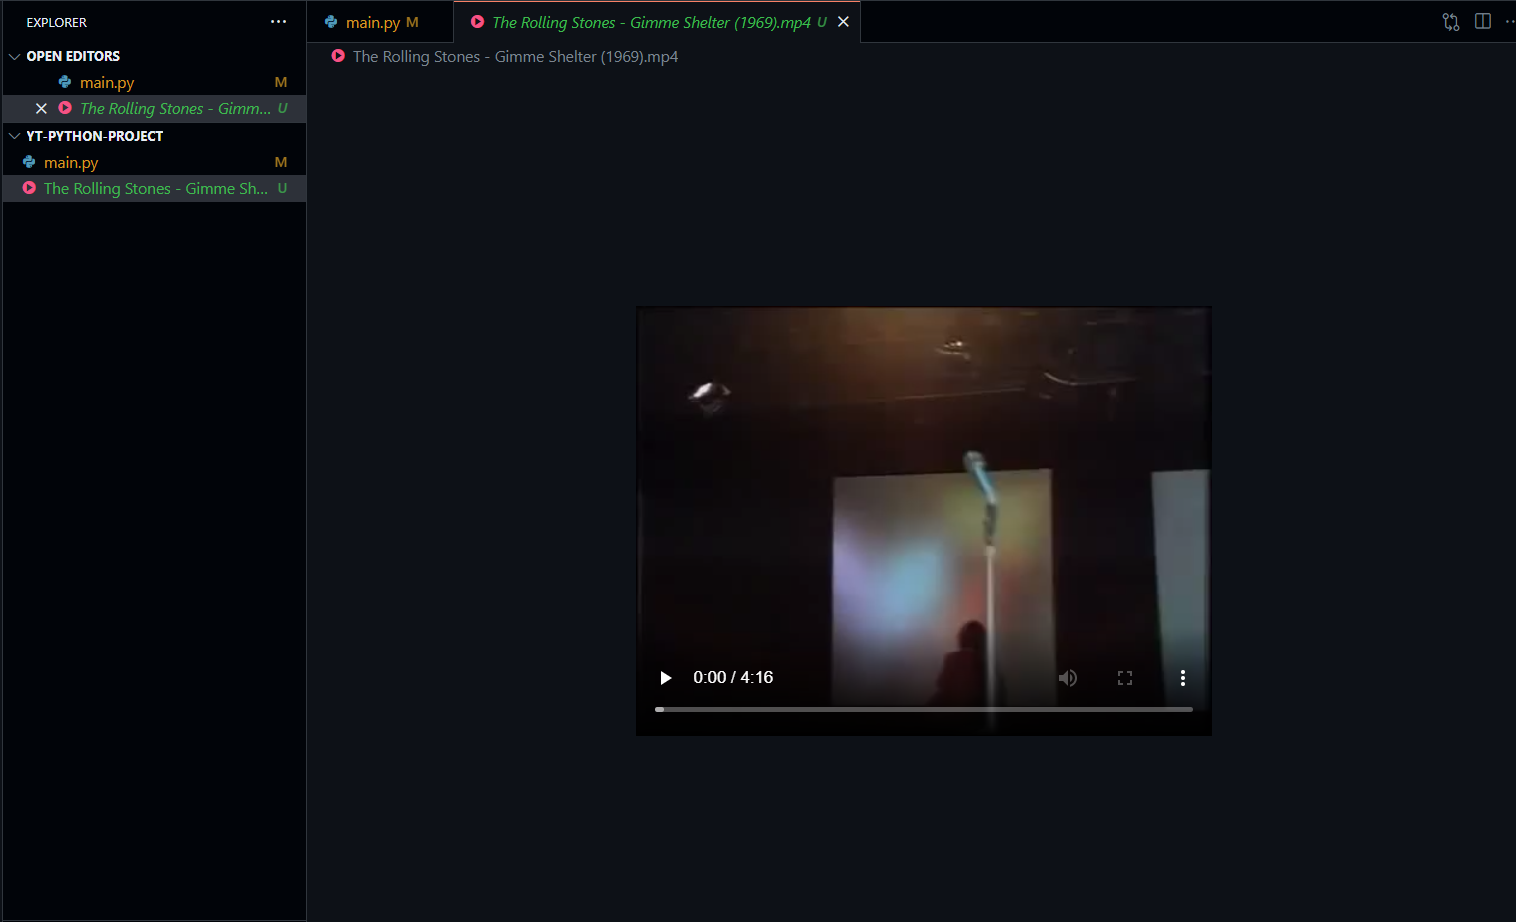 EXPLORER
OPEN EDITORS
main.py M
The Rolling Stones - Gimm... U
YT-PYTHON-PROJECT
main.py M
The Rolling Stones - Gimme Sh... U
main.py M
The Rolling Stones - Gimme Shelter (1969).mp4 U
The Rolling Stones - Gimme Shelter (1969).mp4
0:00 / 4:16